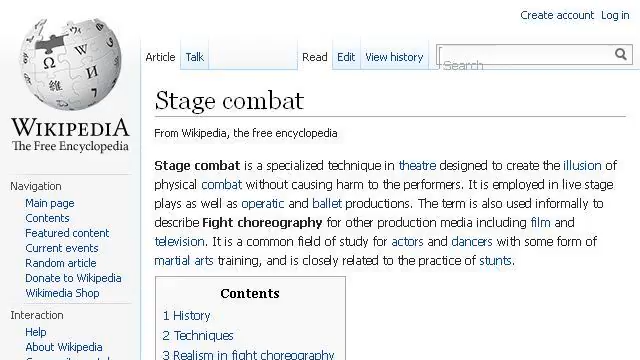 Create account Log in
Article Talk Read Edit View history Search
WIKIPEDIA
The Free Encyclopedia
Stage combat
From Wikipedia, the free encyclopedia
Stage combat is a specialized technique in theatre designed to create the illusion of
physical combat without causing harm to the performers. It is employed in live stage
plays as well as operatic and ballet productions. The term is also used informally to
describe Fight choreography for other production media including film and
television. It is a common field of study for actors and dancers with some form of
martial arts training, and is closely related to the practice of stunts.
Navigation
Main page
Contents
Featured content
Current events
Random article
Donate to Wikipedia
Wikimedia Shop
Interaction
Help
About Wikipedia
Contents
1 History
2 Techniques
3 Realism in fight choreography